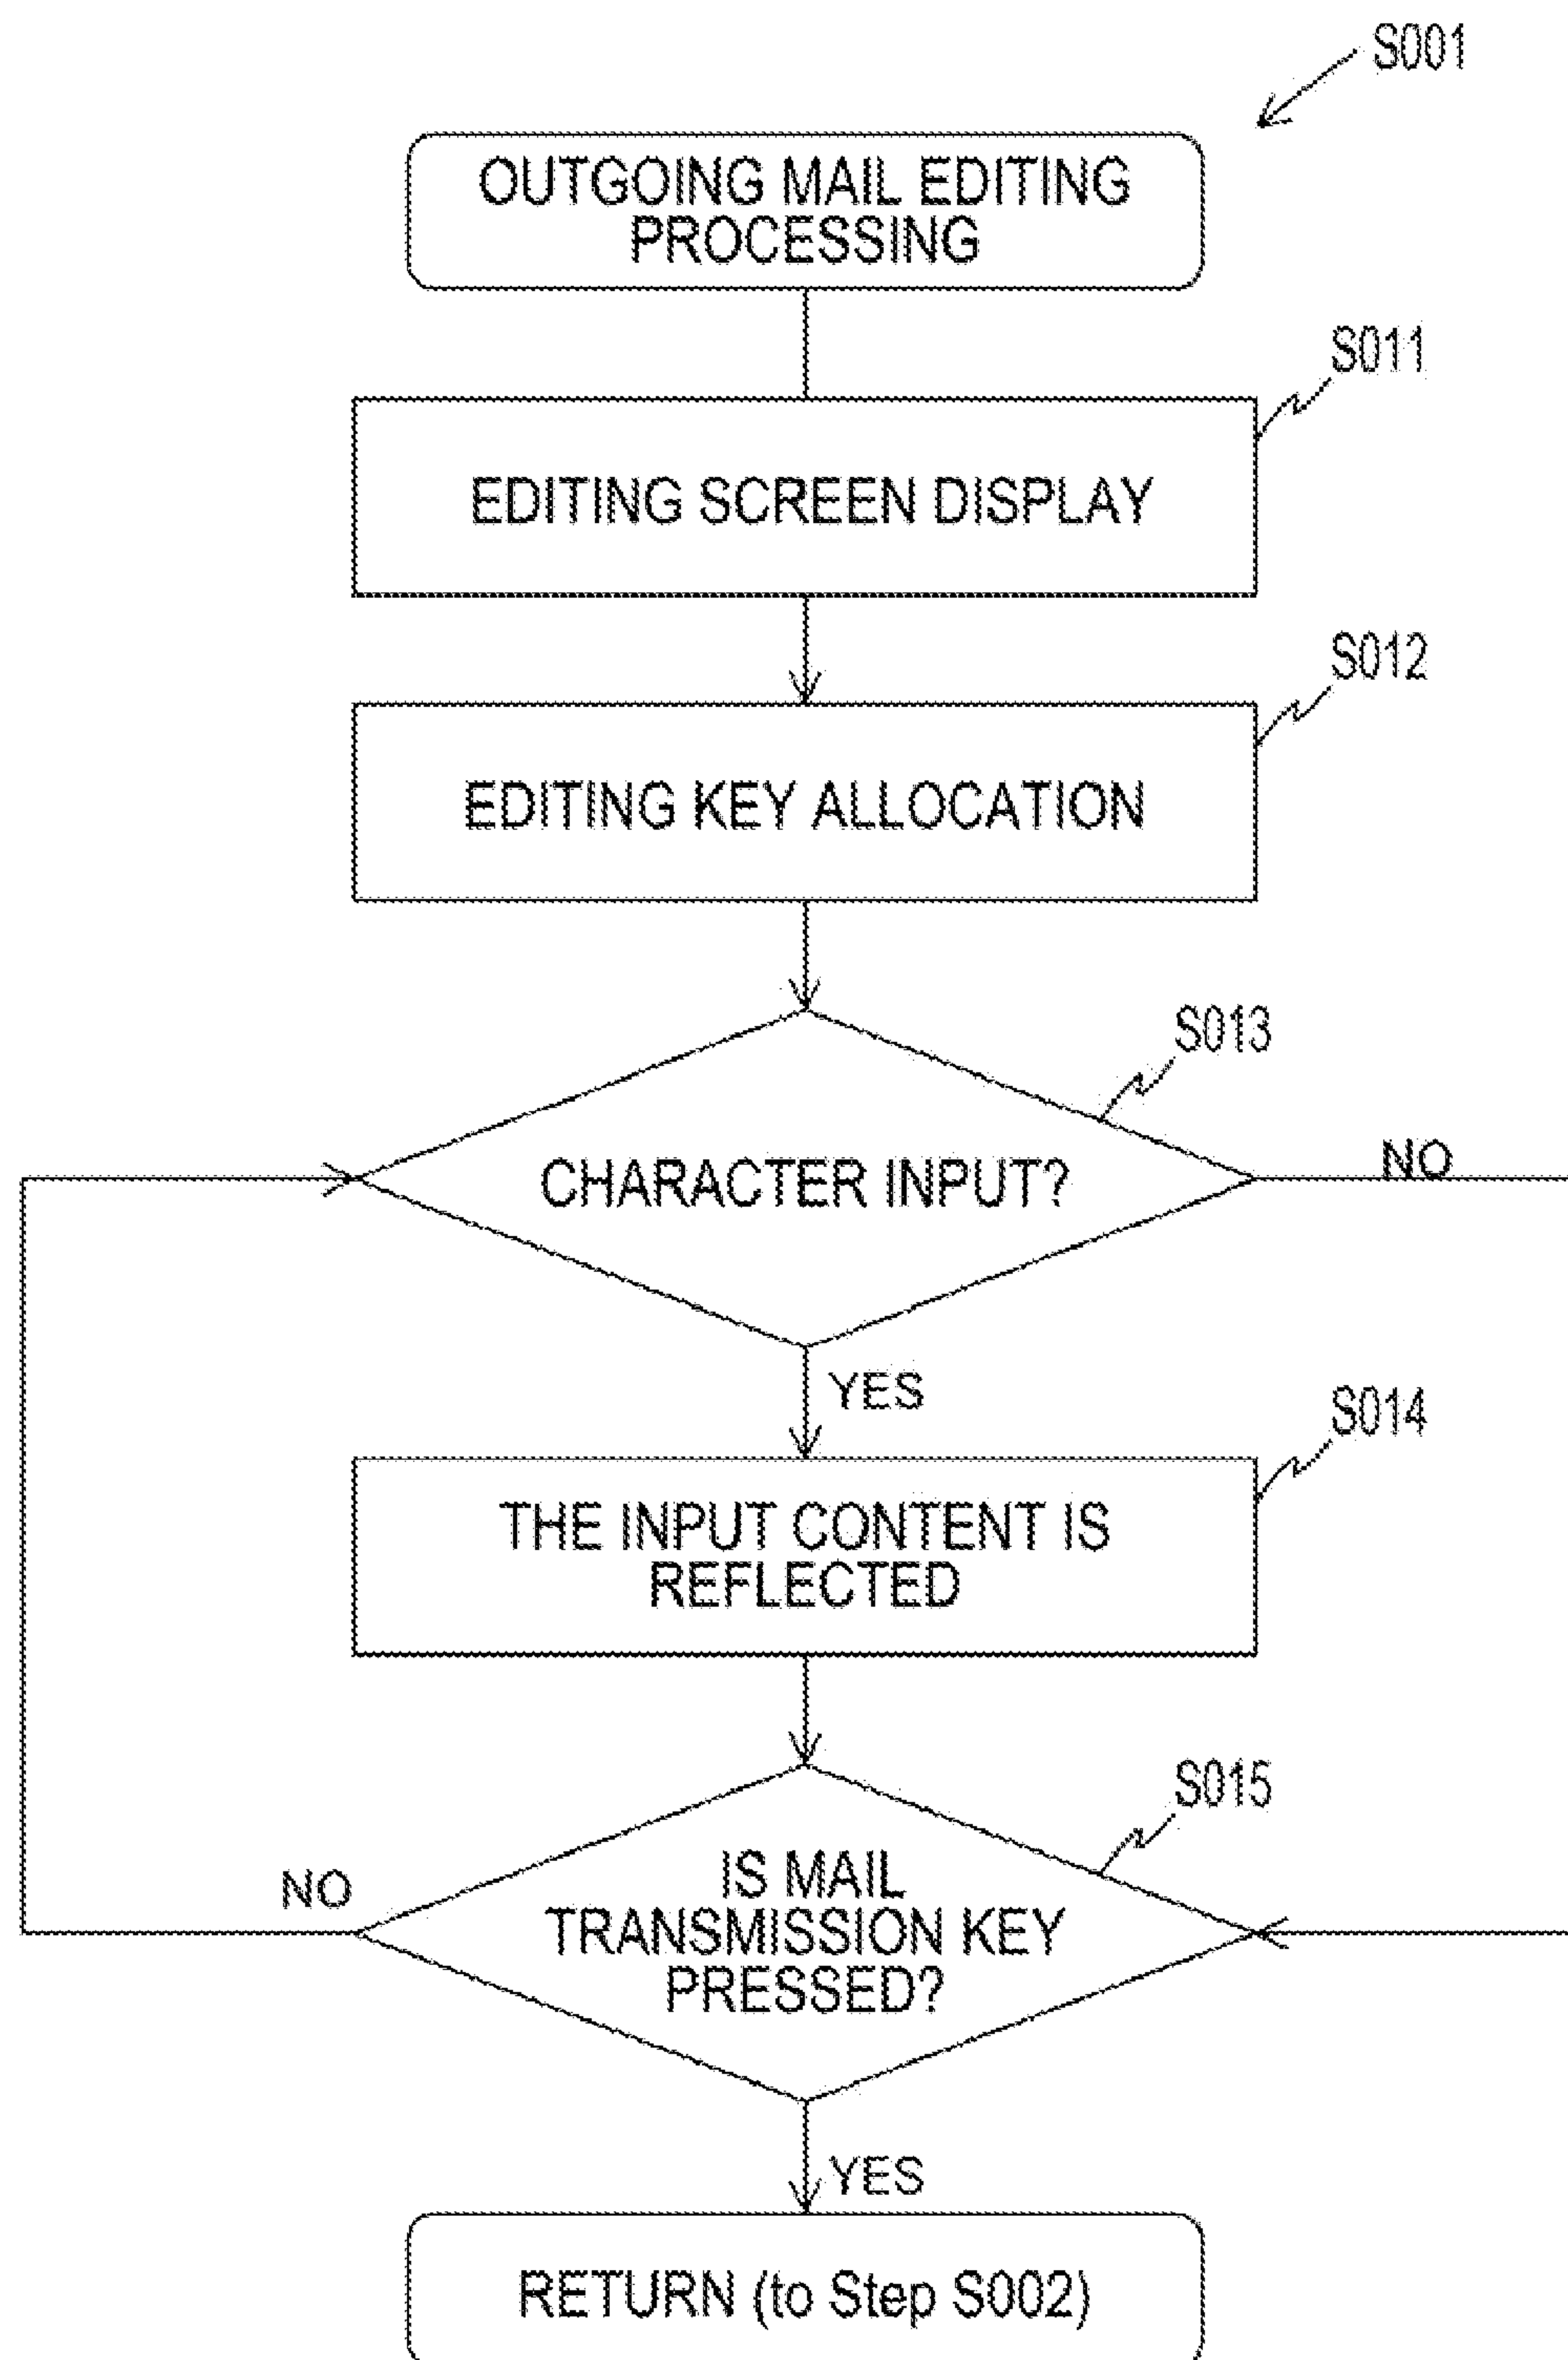 S001
OUTGOING MAIL EDITING
PROCESSING
S011
EDITING SCREEN DISPLAY
S012
EDITING KEY ALLOCATION
S013
CHARACTER INPUT?
NO
YES
S014
THE INPUT CONTENT IS
REFLECTED
S015
IS MAIL
TRANSMISSION KEY
PRESSED?
NO
YES
RETURN (to Step S002)